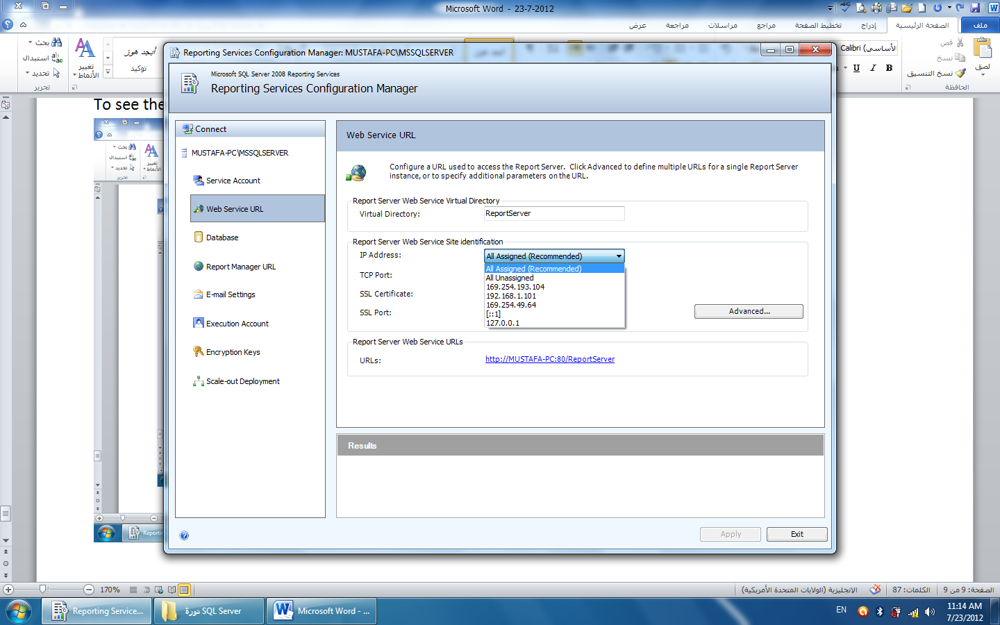 Microsoft Word - 23-7-2012
ملف
الصفحة الرئيسية
إدراج
تخطيط الصفحة
مراجع
مراسلات
مراجعة
عرض
بحث
استبدال
تحديد
تحرير
تغيير
الأنماط
أبجد هوز
توكيد
U I B
قص
نسخ
نسخ التنسيق
لصق
الحافظة
To see the
بحث
استبدال
تحديد
تحرير
تغيير
الأنماط
Reporting Services Configuration Manager: MUSTAFA-PC\MSSQLSERVER
Microsoft SQL Server 2008 Reporting Services
Reporting Services Configuration Manager
Connect
MUSTAFA-PC\MSSQLSERVER
Service Account
Web Service URL
Database
Report Manager URL
E-mail Settings
Execution Account
Encryption Keys
Scale-out Deployment
Web Service URL
Configure a URL used to access the Report Server. Click Advanced to define multiple URLs for a single Report Server
instance, or to specify additional parameters on the URL.
Report Server Web Service Virtual Directory
Virtual Directory: ReportServer
Report Server Web Service Site identification
IP Address: All Assigned (Recommended)
All Assigned (Recommended)
All Unassigned
169.254.193.104
192.168.1.101
169.254.49.64
[::1]
127.0.0.1
TCP Port:
SSL Certificate:
SSL Port:
Advanced...
Report Server Web Service URLs
URLs: http://MUSTAFA-PC:80/ReportServer
Results
Apply
Exit
170%
الصفحة: 9 من 9
الكلمات: 87
الإنجليزية (الولايات المتحدة الأمريكية)
Reporting Service...
دورة SQL Server
Microsoft Word - ...
EN
11:14 AM
7/23/2012